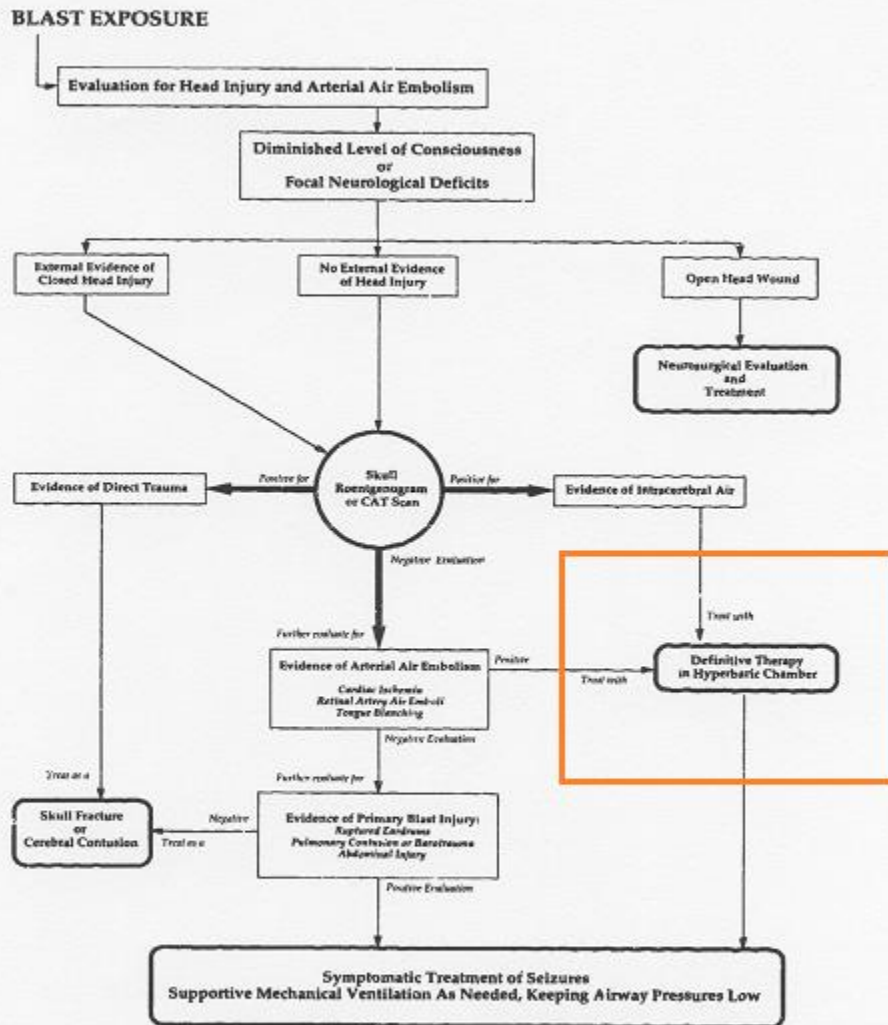 BLAST EXPOSURE
Evaluation for Head Injury and Arterial Air Embolism
Diminished Level of Consciousness
or
Focal Neurological Deficits
External Evidence of
Closed Head Injury
No External Evidence
of Head Injury
Open Head Wound
Neurosurgical Evaluation
and
Treatment
Skull
Roentgenogram
or CAT Scan
Positive for
Positive for
Evidence of Direct Trauma
Evidence of Intracerebral Air
Negative Evaluation
Treat with
Further evaluate for
Evidence of Arterial Air Embolism
Cardiac Ischemia
Retinal Artery Air Emboli
Tongue Blanching
Positive
Treat with
Definitive Therapy
in Hyperbaric Chamber
Negative Evaluation
Further evaluate for
Treat as a
Skull Fracture
or
Cerebral Contusion
Negative
Treat as a
Evidence of Primary Blast Injury:
Ruptured Eardrums
Pulmonary Contusion or Barotrauma
Abdominal Injury
Positive Evaluation
Symptomatic Treatment of Seizures
Supportive Mechanical Ventilation As Needed, Keeping Airway Pressures Low